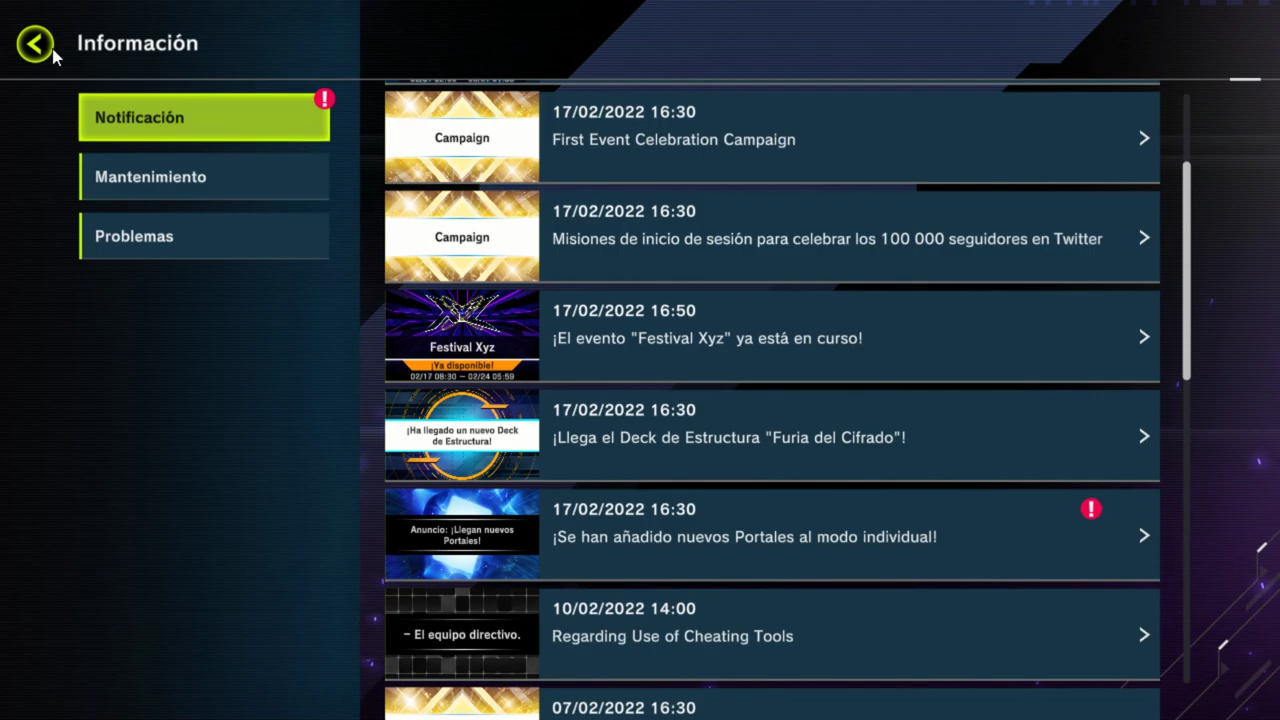 Información
Notificación
!
Mantenimiento
Problemas
Campaign
17/02/2022 16:30
First Event Celebration Campaign
Campaign
17/02/2022 16:30
Misiones de inicio de sesión para celebrar los 100 000 seguidores en Twitter
Festival Xyz
¡Ya disponible!
02/17 08:30 — 02/24 05:59
17/02/2022 16:50
¡El evento "Festival Xyz" ya está en curso!
¡Ha llegado un nuevo Deck
de Estructura!
17/02/2022 16:30
¡Llega el Deck de Estructura "Furia del Cifrado"!
Anuncio: ¡Llegan nuevos
Portales!
17/02/2022 16:30
!
¡Se han añadido nuevos Portales al modo individual!
– El equipo directivo.
10/02/2022 14:00
Regarding Use of Cheating Tools
07/02/2022 16:30